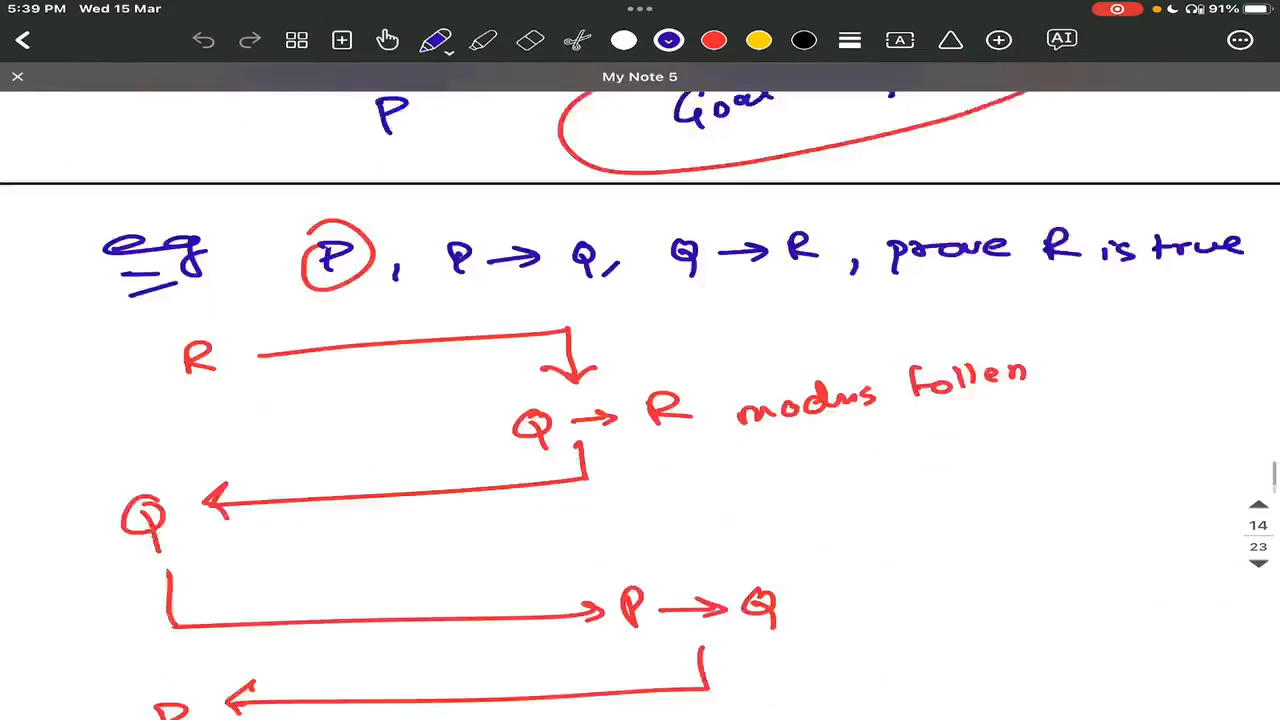 5:39 PM Wed 15 Mar
91%
A
AI
My Note 5
P Goal
eg P, P → Q, Q → R, prove R is true
R
Q → R modus follen
Q
P → Q
P
14
23